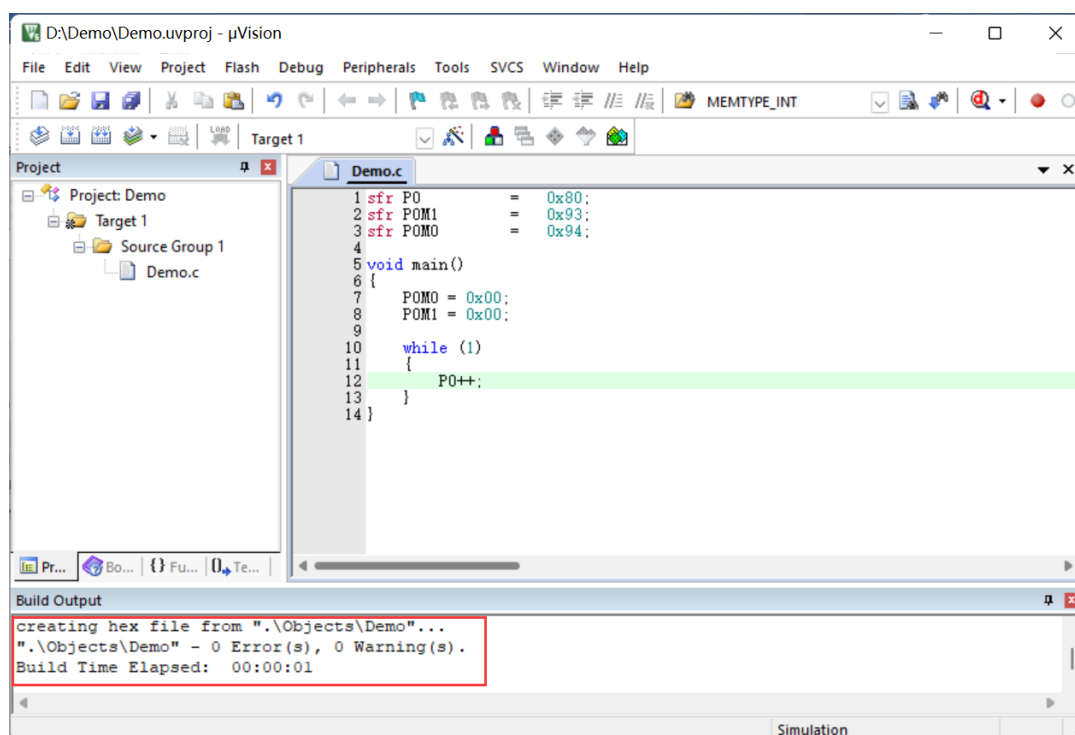 D:\Demo\Demo.uvproj - µVision
File Edit View Project Flash Debug Peripherals Tools SVCS Window Help
MEMTYPE_INT
LOAD Target 1
Project
Demo.c
Project: Demo
Target 1
Source Group 1
Demo.c
1 sfr P0 = 0x80;
2 sfr P0M1 = 0x93;
3 sfr P0M0 = 0x94;
4
5 void main()
6 {
7 P0M0 = 0x00;
8 P0M1 = 0x00;
9
10 while (1)
11 {
12 P0++;
13 }
14 }
Pr... Bo... {} Fu... Te...
Build Output
creating hex file from ".\Objects\Demo"...
".\Objects\Demo" - 0 Error(s), 0 Warning(s).
Build Time Elapsed: 00:00:01
Simulation